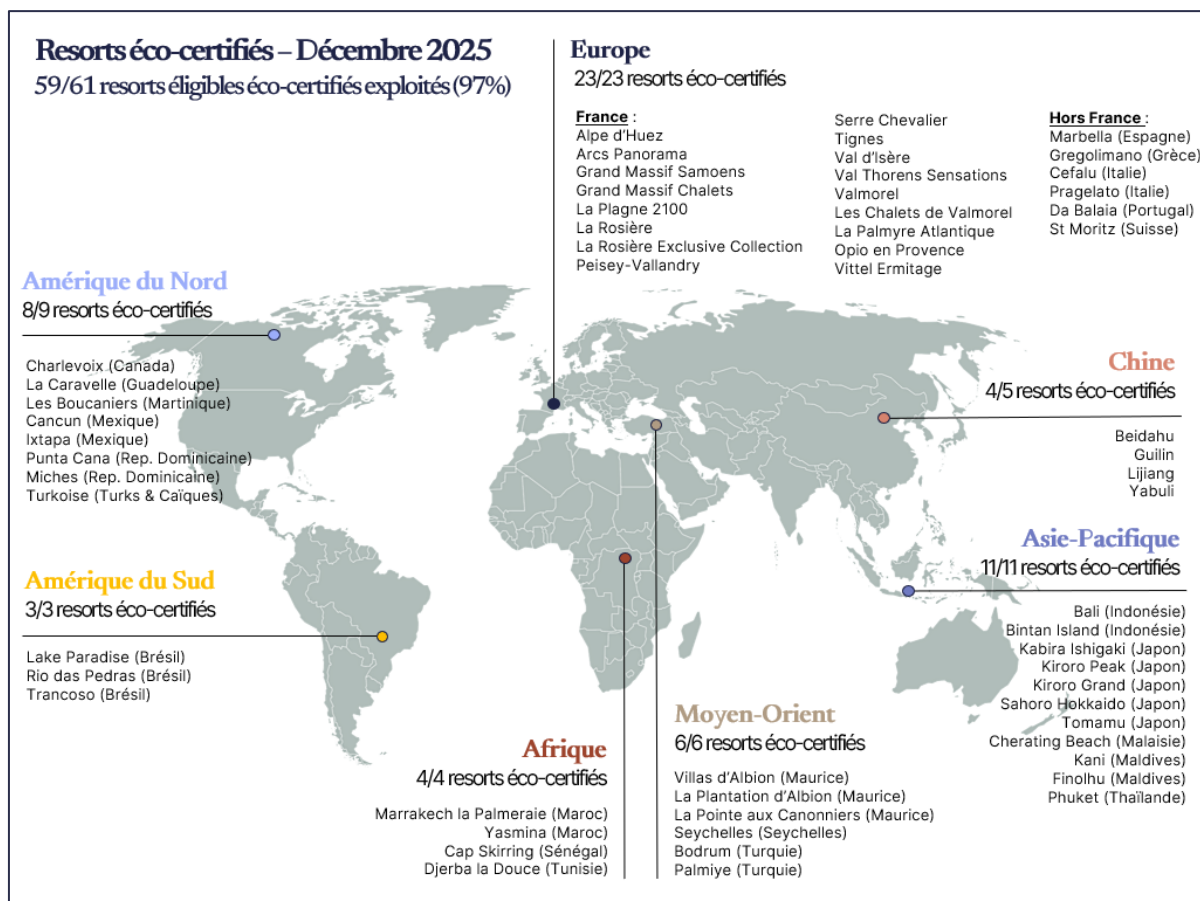 Resorts éco-certifiés – Décembre 2025
59/61 resorts éligibles éco-certifiés exploités (97%)
Europe
23/23 resorts éco-certifiés
France :
Alpe d’Huez
Arcs Panorama
Grand Massif Samoens
Grand Massif Chalets
La Plagne 2100
La Rosière
La Rosière Exclusive Collection
Peisey-Vallandry
Serre Chevalier
Tignes
Val d’Isère
Val Thorens Sensations
Valmorel
Les Chalets de Valmorel
La Palmyre Atlantique
Opio en Provence
Vittel Ermitage
Hors France :
Marbella (Espagne)
Gregolimano (Grèce)
Cefalu (Italie)
Pragelato (Italie)
Da Balaia (Portugal)
St Moritz (Suisse)
Amérique du Nord
8/9 resorts éco-certifiés
Charlevoix (Canada)
La Caravelle (Guadeloupe)
Les Boucaniers (Martinique)
Cancun (Mexique)
Ixtapa (Mexique)
Punta Cana (Rep. Dominicaine)
Miches (Rep. Dominicaine)
Turkoise (Turks & Caïques)
Chine
4/5 resorts éco-certifiés
Beidahu
Guilin
Lijiang
Yabuli
Amérique du Sud
3/3 resorts éco-certifiés
Lake Paradise (Brésil)
Rio das Pedras (Brésil)
Trancoso (Brésil)
Asie-Pacifique
11/11 resorts éco-certifiés
Bali (Indonésie)
Bintan Island (Indonésie)
Kabira Ishigaki (Japon)
Kiroro Peak (Japon)
Kiroro Grand (Japon)
Sahoro Hokkaido (Japon)
Tomamu (Japon)
Cherating Beach (Malaisie)
Kani (Maldives)
Finolhu (Maldives)
Phuket (Thaïlande)
Afrique
4/4 resorts éco-certifiés
Marrakech la Palmeraie (Maroc)
Yasmina (Maroc)
Cap Skirring (Sénégal)
Djerba la Douce (Tunisie)
Moyen-Orient
6/6 resorts éco-certifiés
Villas d’Albion (Maurice)
La Plantation d’Albion (Maurice)
La Pointe aux Canonniers (Maurice)
Seychelles (Seychelles)
Bodrum (Turquie)
Palmiye (Turquie)